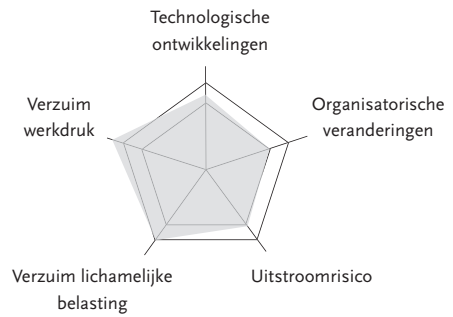 Technologische
ontwikkelingen
Verzuim
werkdruk
Organisatorische
veranderingen
Verzuim lichamelijke
belasting
Uitstroomrisico